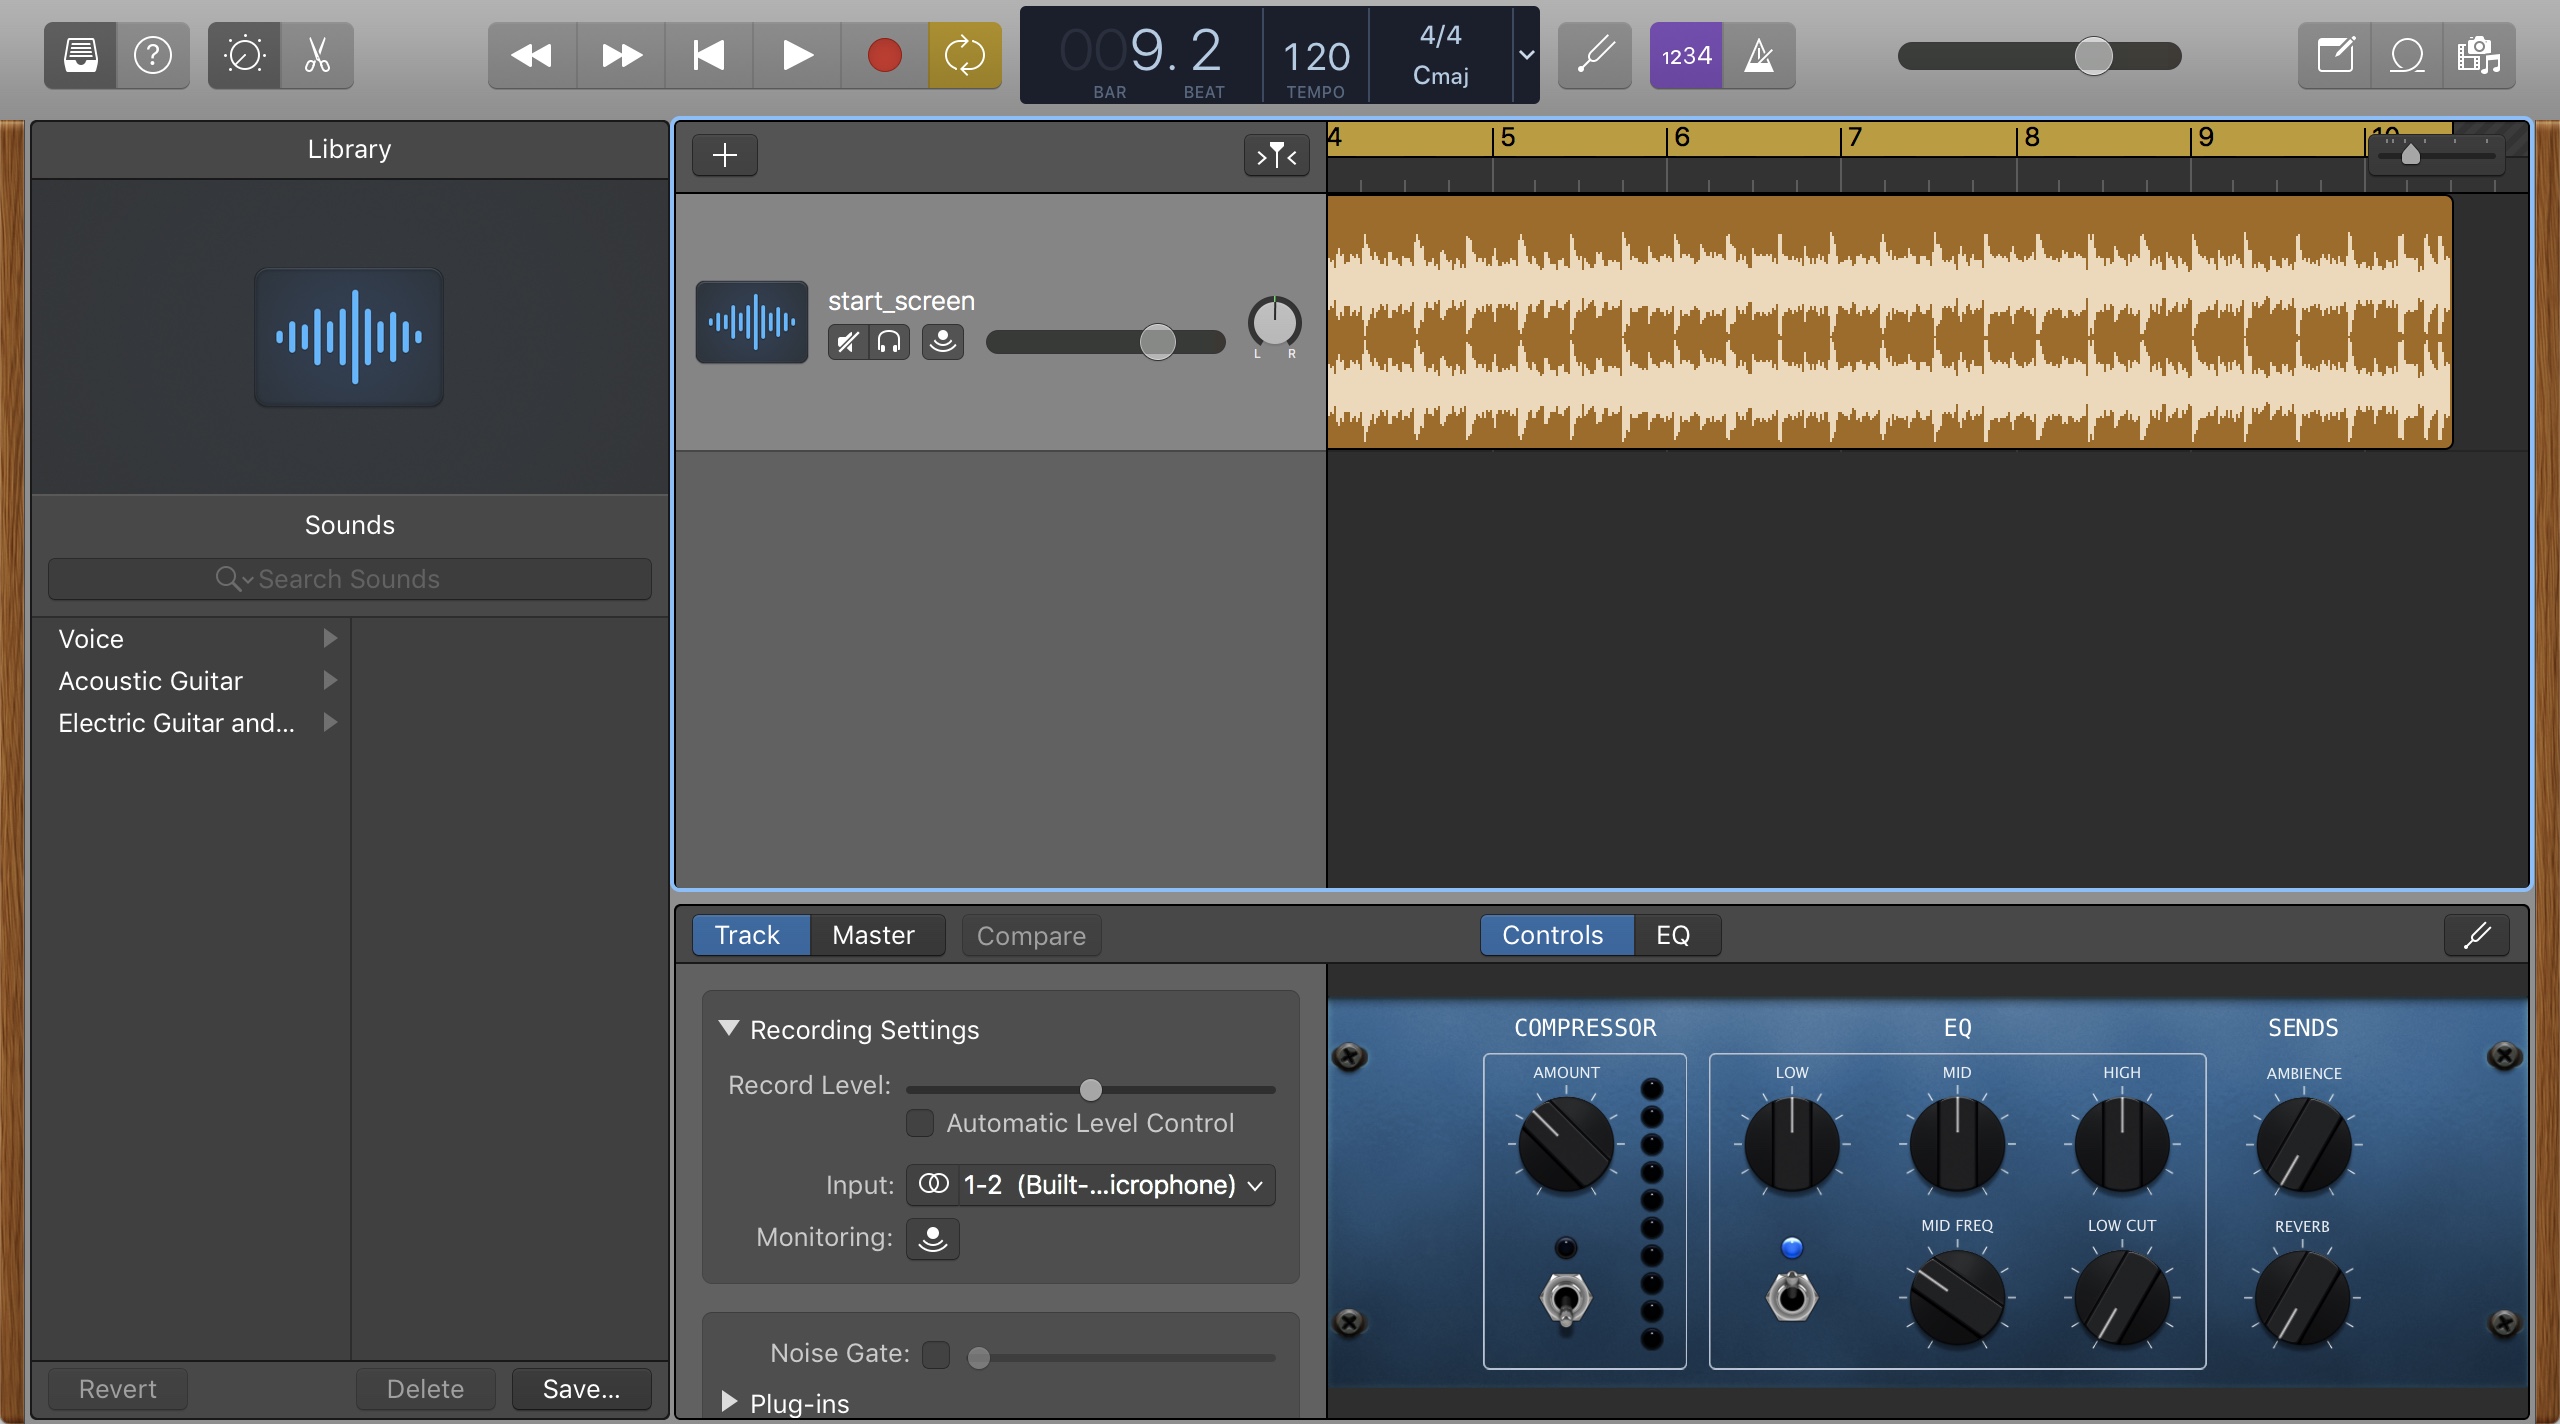 009. 2
BAR BEAT
120
TEMPO
4/4
Cmaj
1234
Library
4 5 6 7 8 9 10
start_screen
L R
Sounds
Search Sounds
Voice
Acoustic Guitar
Electric Guitar and...
Revert
Delete
Save...
Track
Master
Compare
Controls
EQ
Recording Settings
Record Level:
Automatic Level Control
Input: 1-2 (Built-...icrophone)
Monitoring:
Noise Gate:
Plug-ins
COMPRESSOR
AMOUNT
EQ
LOW
MID
HIGH
MID FREQ
LOW CUT
SENDS
AMBIENCE
REVERB